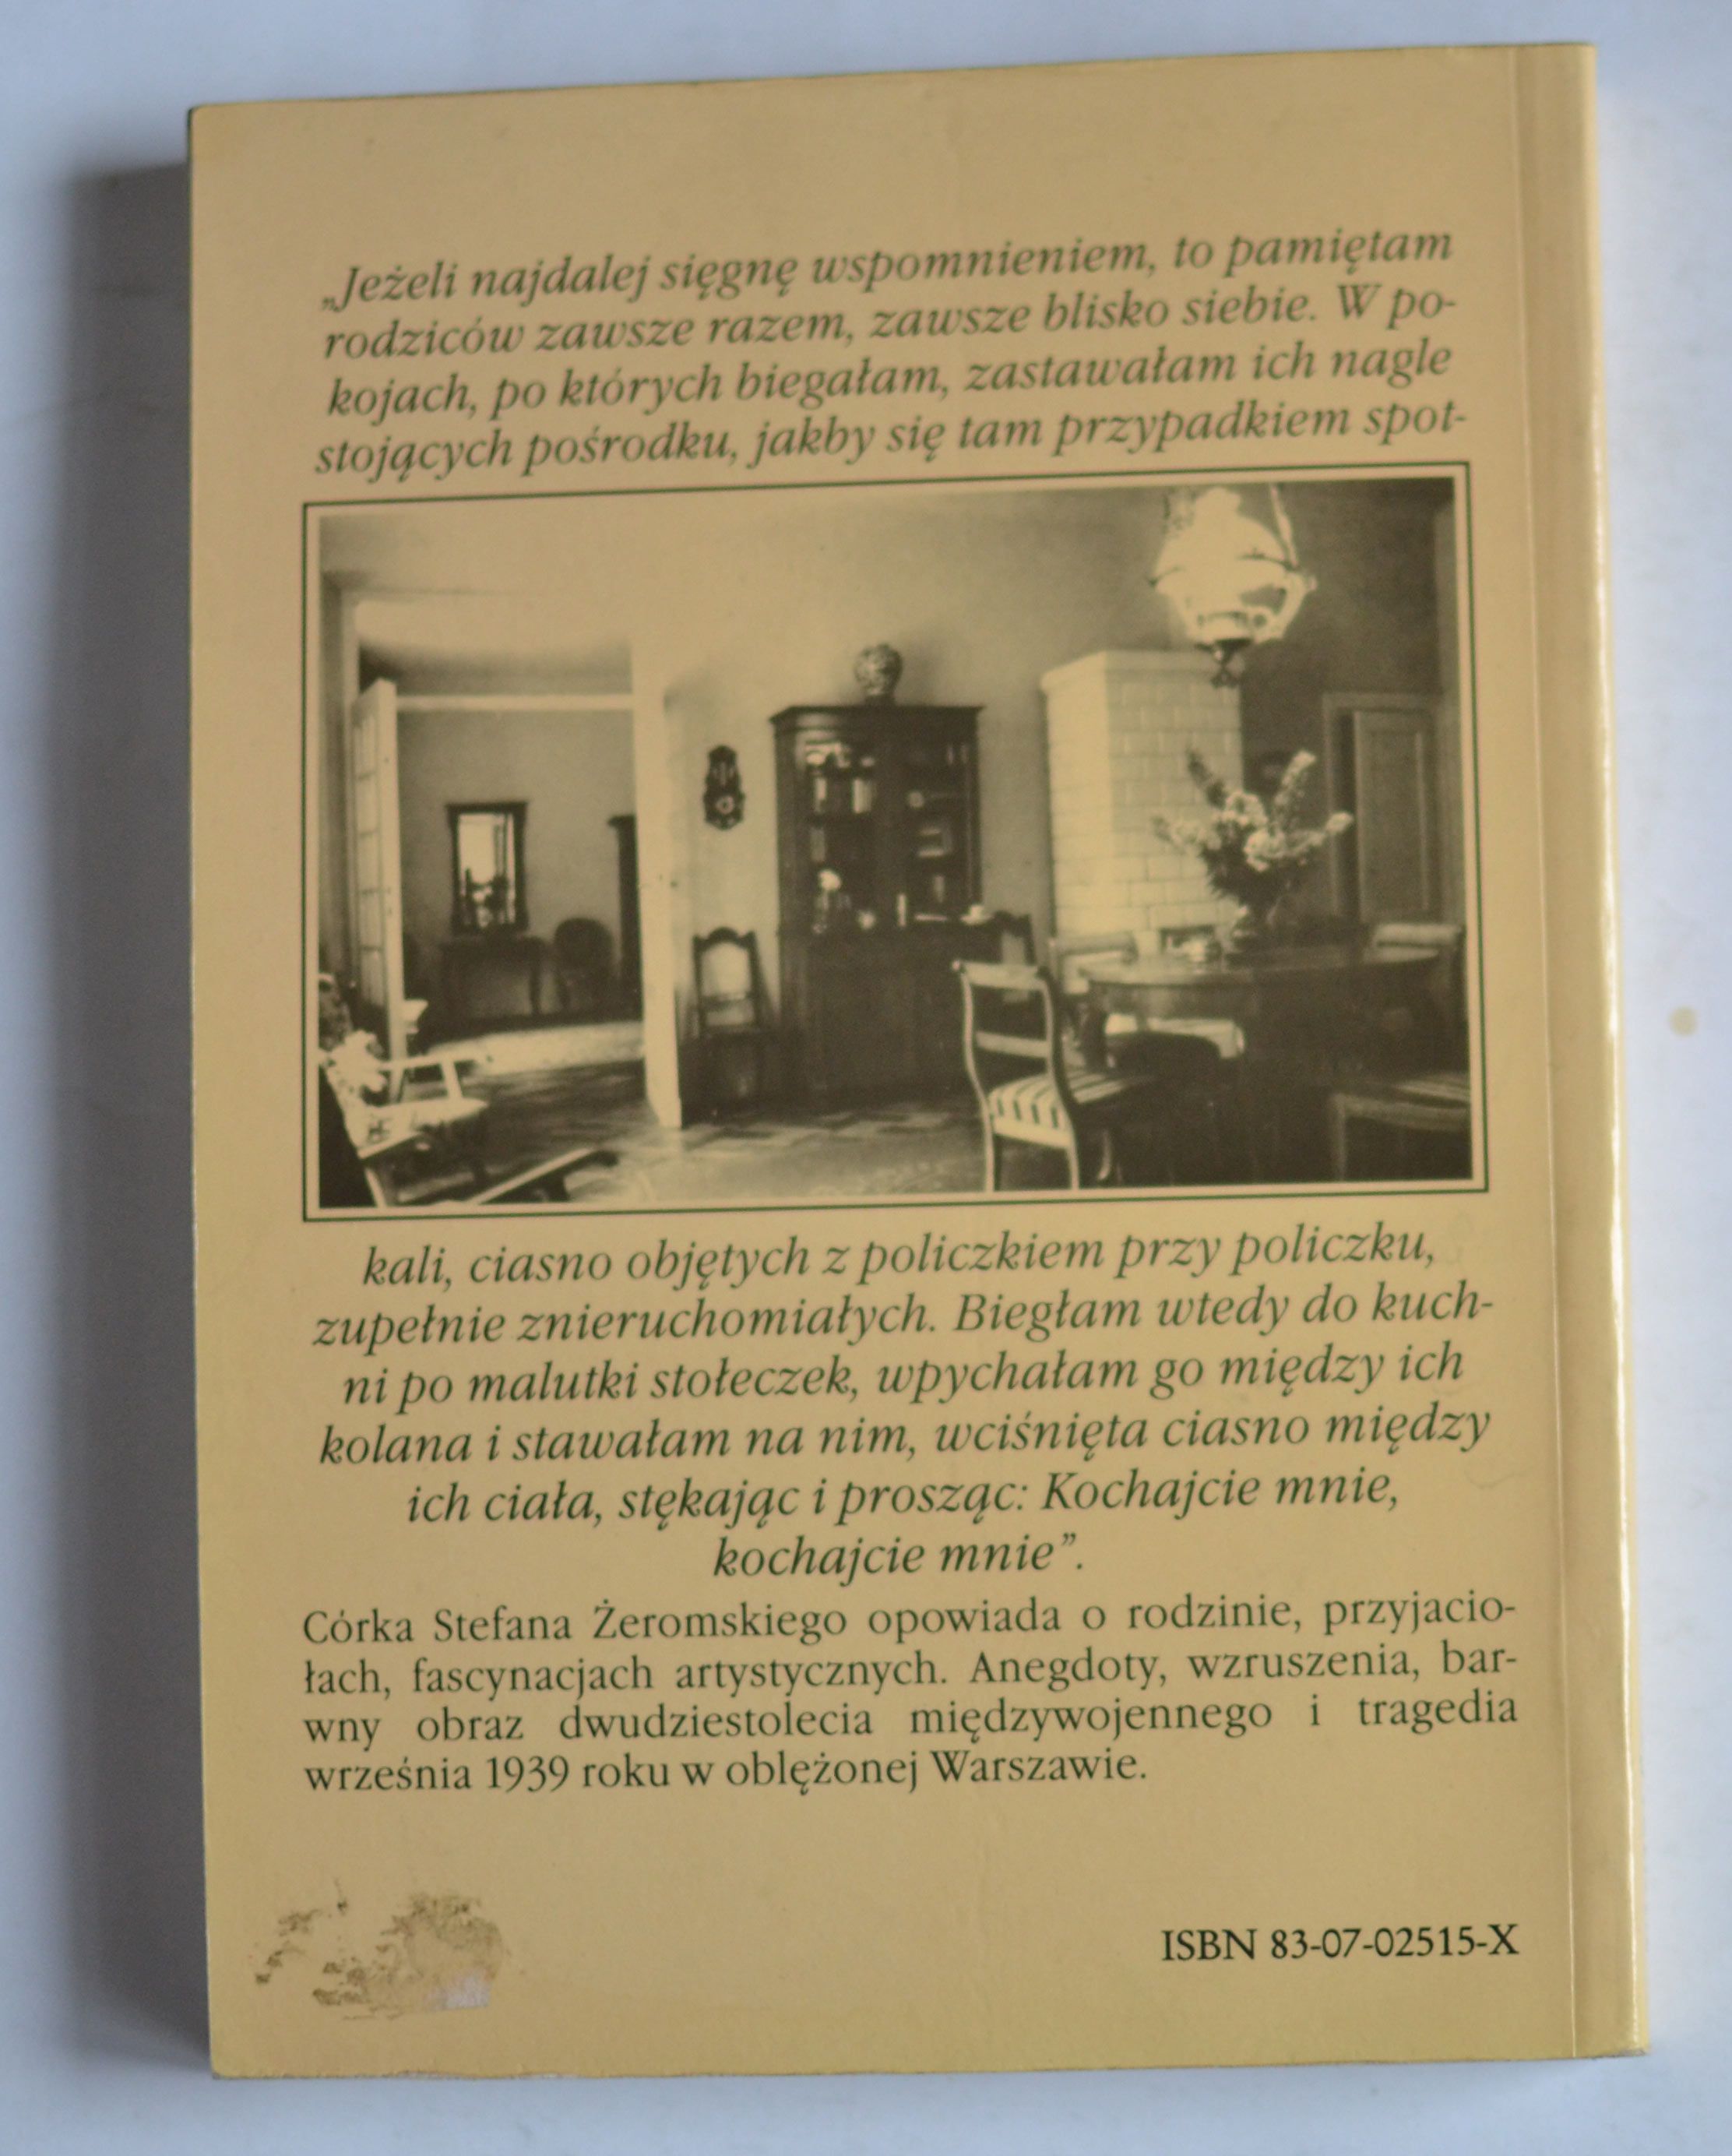 „Jeżeli najdalej sięgnę wspomnieniem, to pamiętam
rodziców zawsze razem, zawsze blisko siebie. W po-
kojach, po których biegałam, zastawałam ich nagle
stojących pośrodku, jakby się tam przypadkiem spot-
kali, ciasno objętych z policzkiem przy policzku,
zupełnie znieruchomiałych. Biegłam wtedy do kuch-
ni po malutki stołeczek, wpychałam go między ich
kolana i stawałam na nim, wciśnięta ciasno między
ich ciała, stękając i prosząc: Kochajcie mnie,
kochajcie mnie”.
Córka Stefana Żeromskiego opowiada o rodzinie, przyjacio-
łach, fascynacjach artystycznych. Anegdoty, wzruszenia, bar-
wny obraz dwudziestolecia międzywojennego i tragedia
września 1939 roku w oblężonej Warszawie.
ISBN 83-07-02515-X